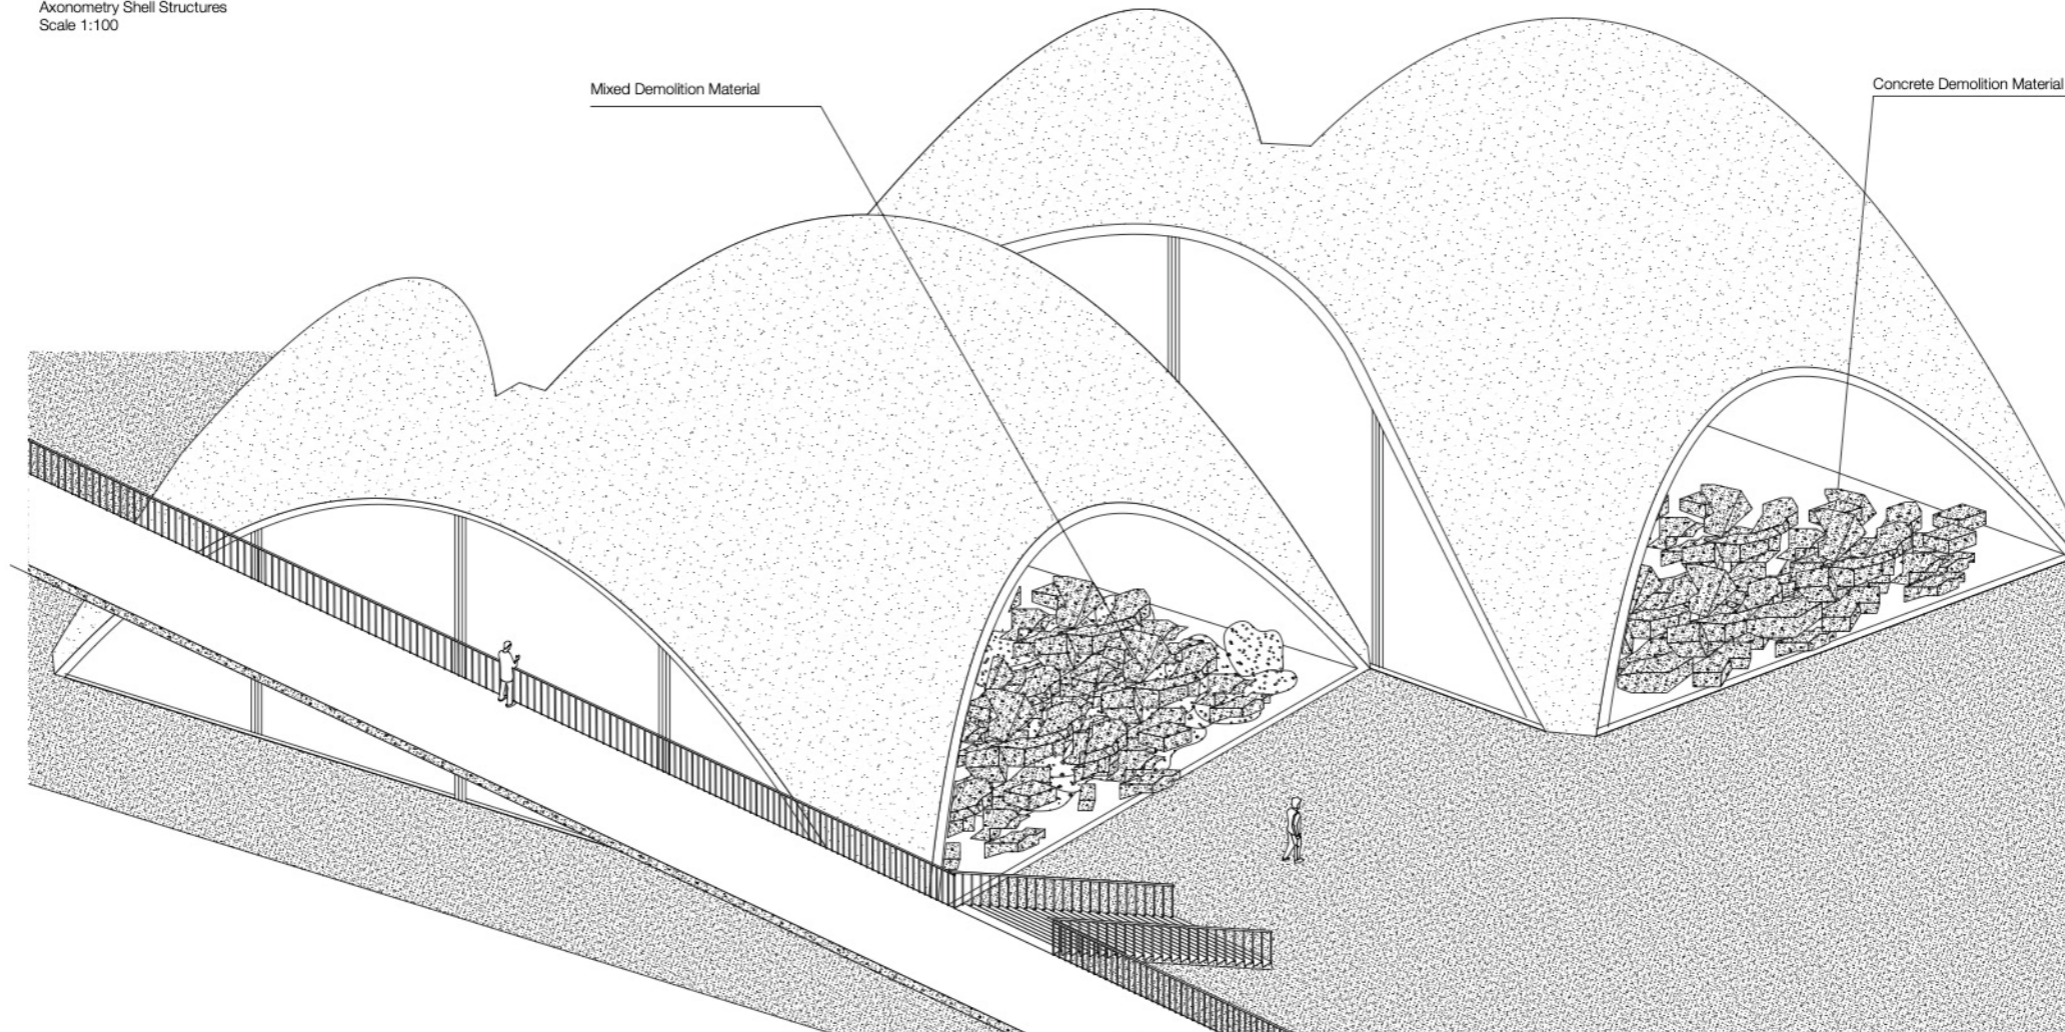 Axonometry Shell Structures
Scale 1:100
Mixed Demolition Material
Concrete Demolition Material